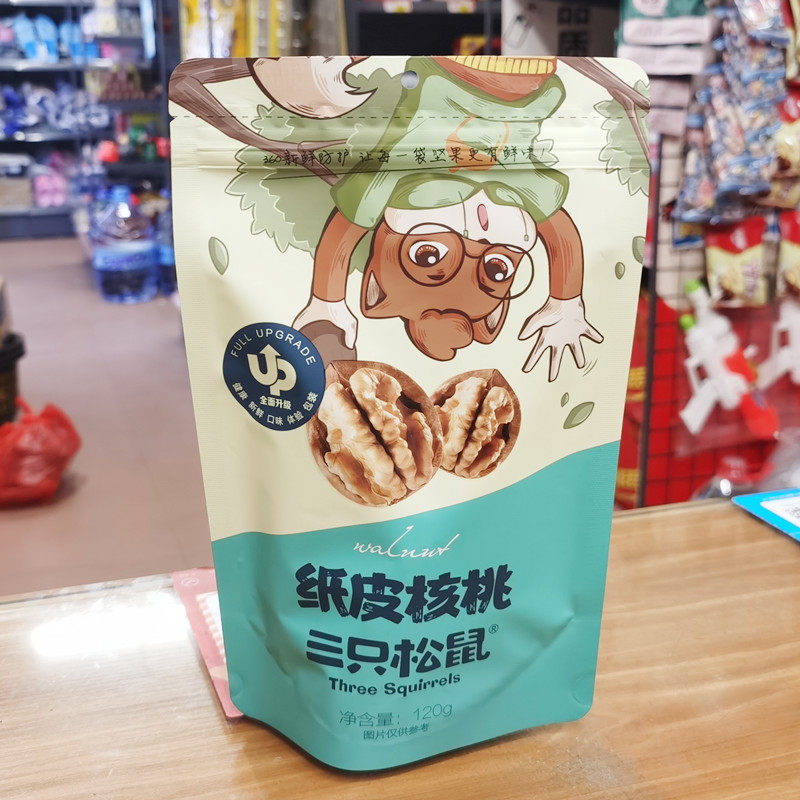 360新鲜防护 让每一袋坚果更有鲜味!
FULL UPGRADE
UP
全面升级
健康 新鲜 口味 体验 包装
walnut
纸皮核桃
三只松鼠®
Three Squirrels
净含量: 120g
图片仅供参考